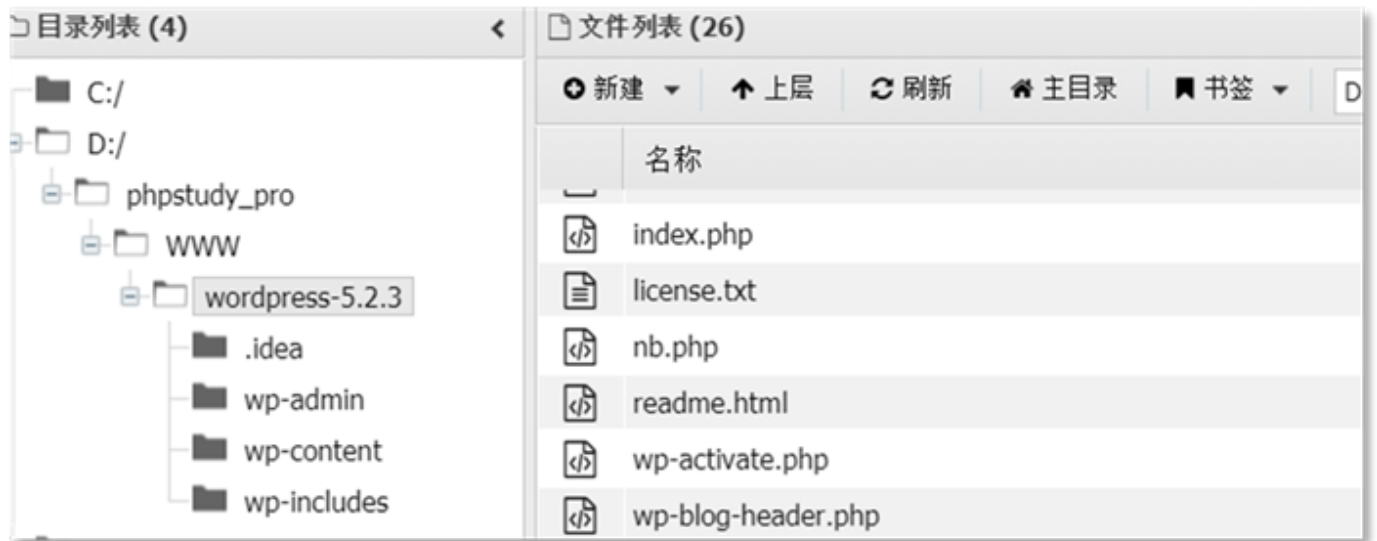 目录列表 (4)
C:/
D:/
phpstudy_pro
WWW
wordpress-5.2.3
.idea
wp-admin
wp-content
wp-includes
文件列表 (26)
新建 上层 刷新 主目录 书签 D
名称
index.php
license.txt
nb.php
readme.html
wp-activate.php
wp-blog-header.php